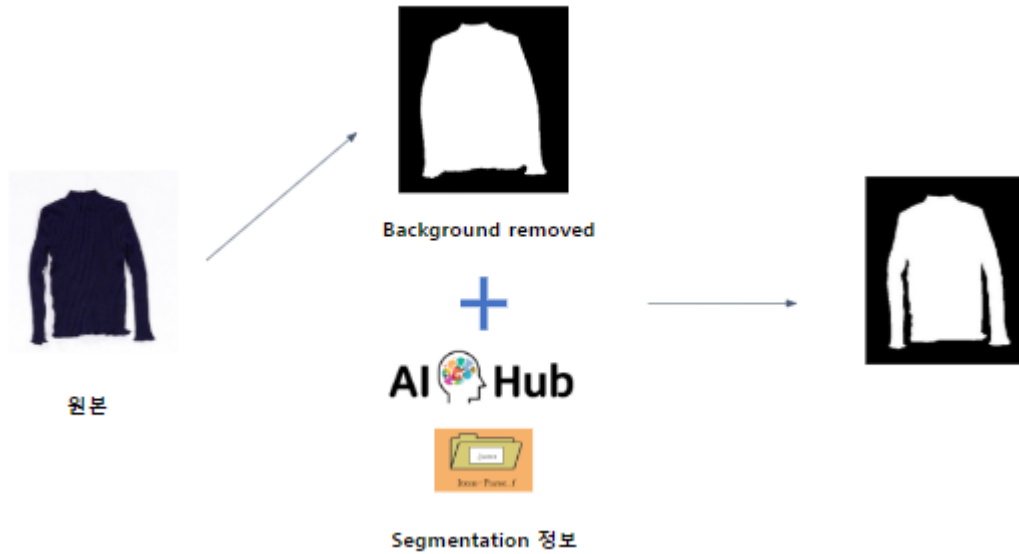 Background removed
원본
AI Hub
Segmentation 정보